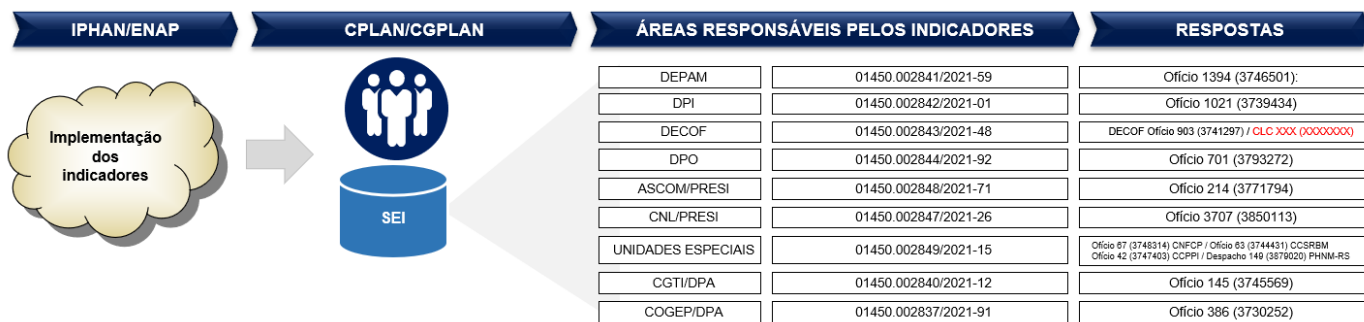 IPHAN/ENAP
CPLAN/CGPLAN
ÁREAS RESPONSÁVEIS PELOS INDICADORES
RESPOSTAS
Implementação
dos
indicadores
SEI
DEPAM 01450.002841/2021-59 Ofício 1394 (3746501):
DPI 01450.002842/2021-01 Ofício 1021 (3739434)
DECOF 01450.002843/2021-48 DECOF Ofício 903 (3741297) / CLC XXX (XXXXXXX)
DPO 01450.002844/2021-92 Ofício 701 (3793272)
ASCOM/PRESI 01450.002848/2021-71 Ofício 214 (3771794)
CNL/PRESI 01450.002847/2021-26 Ofício 3707 (3850113)
UNIDADES ESPECIAIS 01450.002849/2021-15 Ofício 67 (3748314) CNFCP / Ofício 63 (3744431) CCSRBM
Ofício 42 (3747403) CCPPI / Despacho 149 (3879020) PHNM-RS
CGTI/DPA 01450.002840/2021-12 Ofício 145 (3745569)
COGEP/DPA 01450.002837/2021-91 Ofício 386 (3730252)